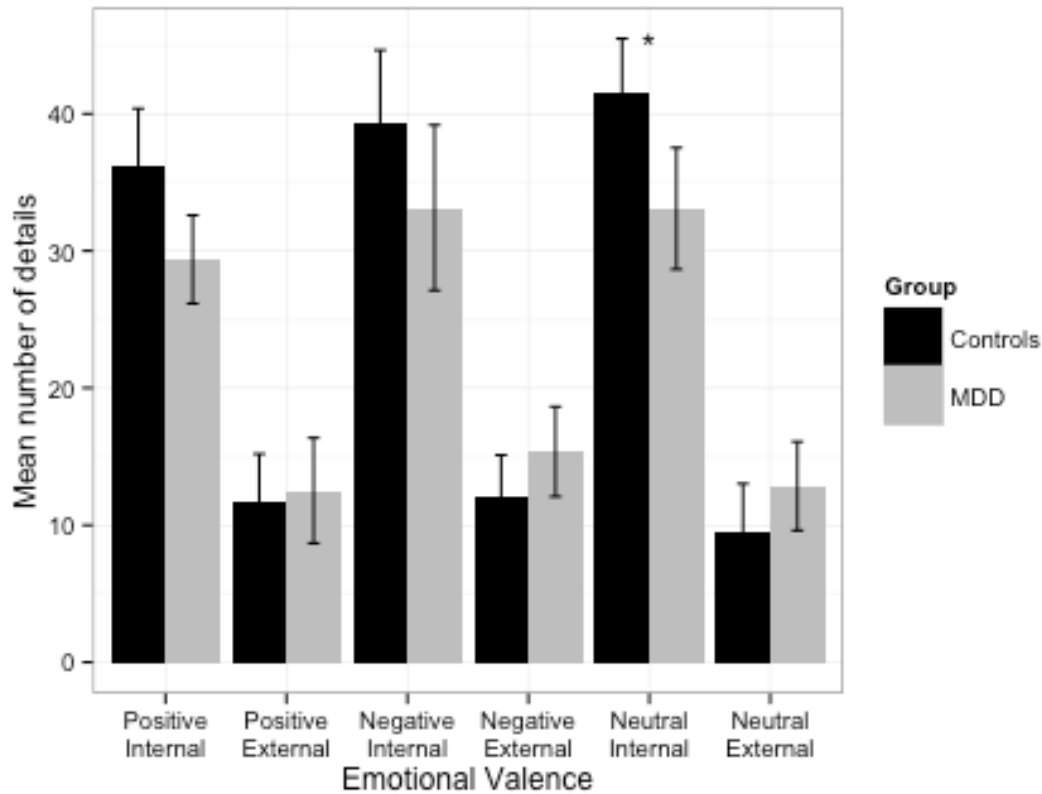 *
40
30
20
10
0
Mean number of details
Positive Internal
Positive External
Negative Internal
Negative External
Neutral Internal
Neutral External
Emotional Valence
Group
Controls
MDD